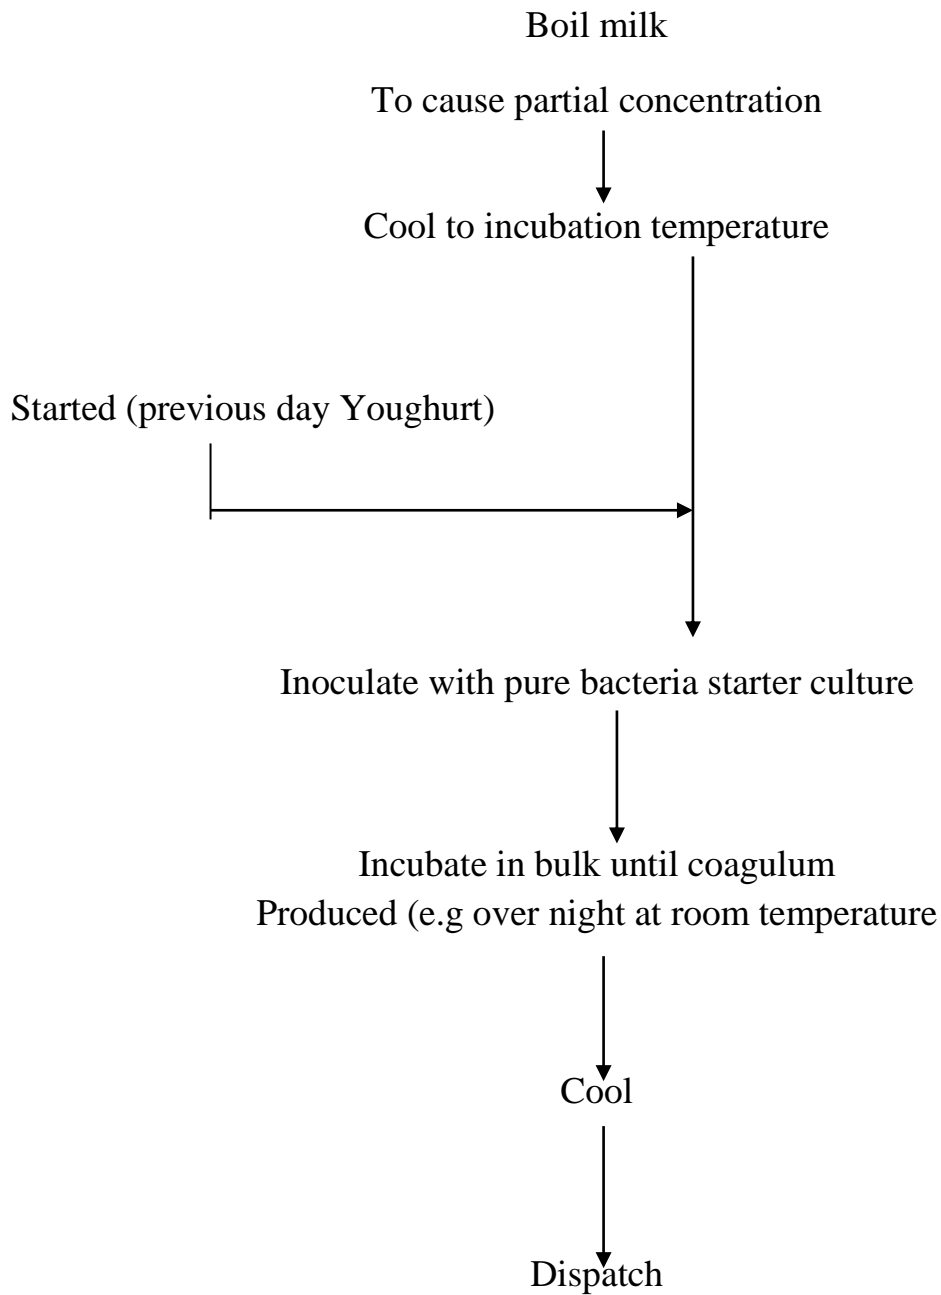 Boil milk
To cause partial concentration
Cool to incubation temperature
Started (previous day Youghurt)
Inoculate with pure bacteria starter culture
Incubate in bulk until coagulum
Produced (e.g over night at room temperature
Cool
Dispatch